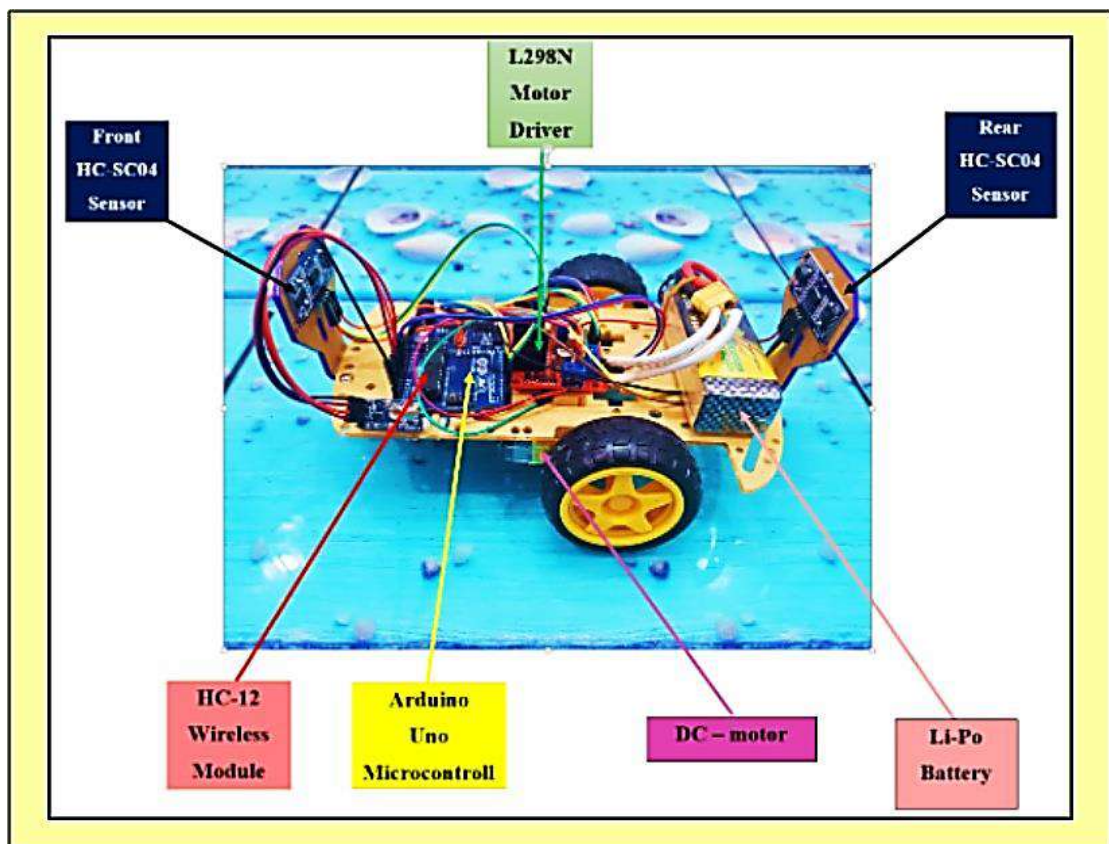 L298N
Motor
Driver
Front
HC-SC04
Sensor
Rear
HC-SC04
Sensor
HC-12
Wireless
Module
Arduino
Uno
Microcontroll
DC – motor
Li-Po
Battery